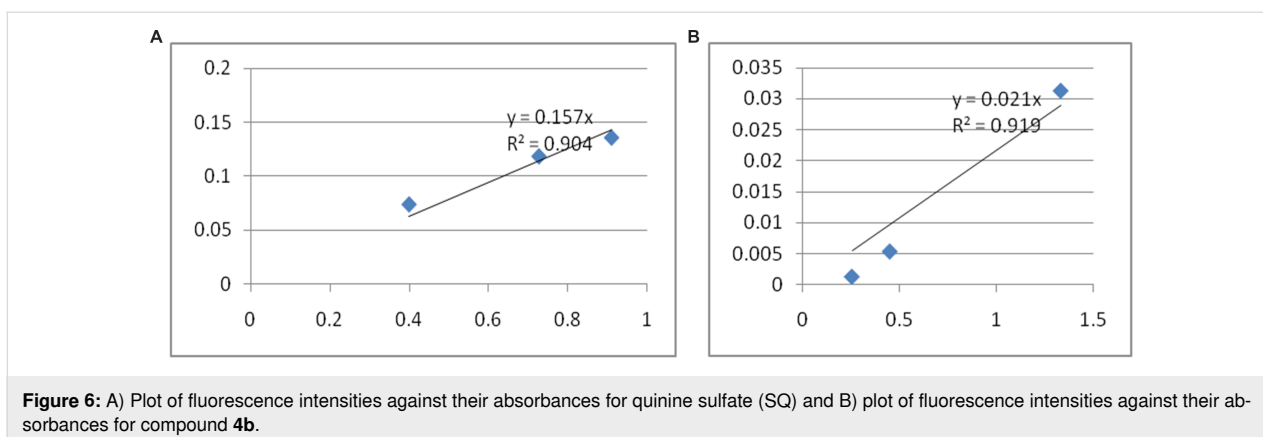 A
0.2
0.15
0.1
0.05
0
y = 0.157x
R² = 0.904
0 0.2 0.4 0.6 0.8 1
B
0.035
0.03
0.025
0.02
0.015
0.01
0.005
0
y = 0.021x
R² = 0.919
0 0.5 1 1.5
Figure 6: A) Plot of fluorescence intensities against their absorbances for quinine sulfate (SQ) and B) plot of fluorescence intensities against their ab-
sorbances for compound 4b.